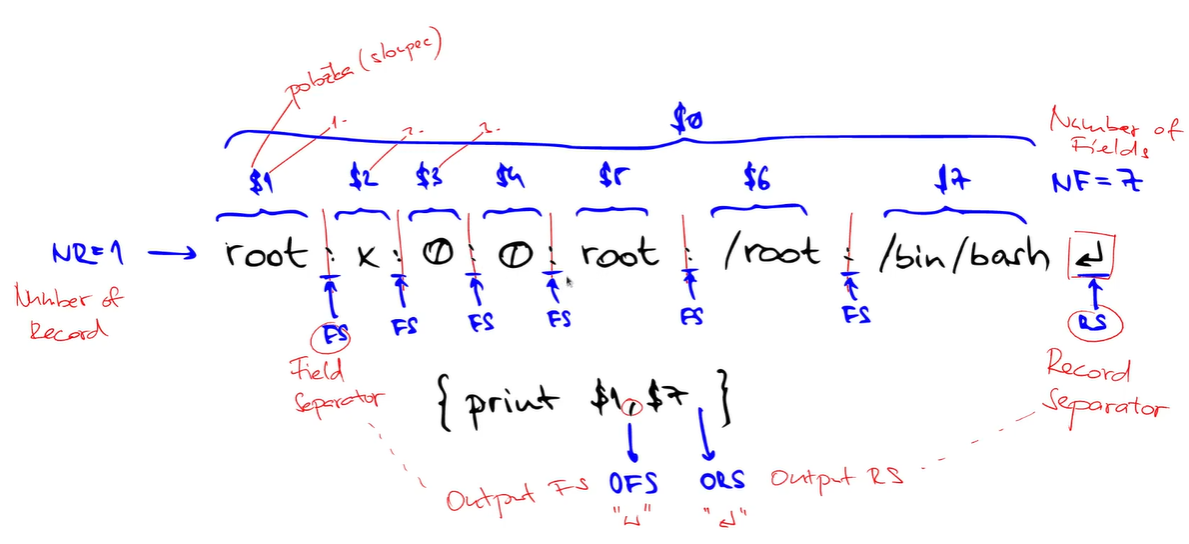 položka (sloupec)
1. 2. 3.
$0
Number of
Fields
$1 $2 $3 $4 $5 $6 $7 NF = 7
NR=1 → root : x : 0 : 0 : root : /root : /bin/bash ↵
Number of
Record
FS FS FS FS FS FS RS
Field
Separator
Record
Separator
{ print $1, $7 }
Output FS OFS ORS Output RS
"␣" "↵"